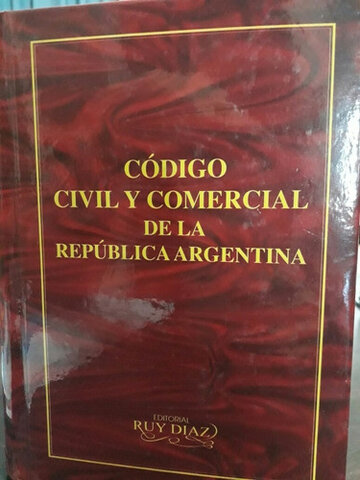 CÓDIGO
CIVIL Y COMERCIAL
DE LA
REPÚBLICA ARGENTINA
EDITORIAL
RUY DIAZ